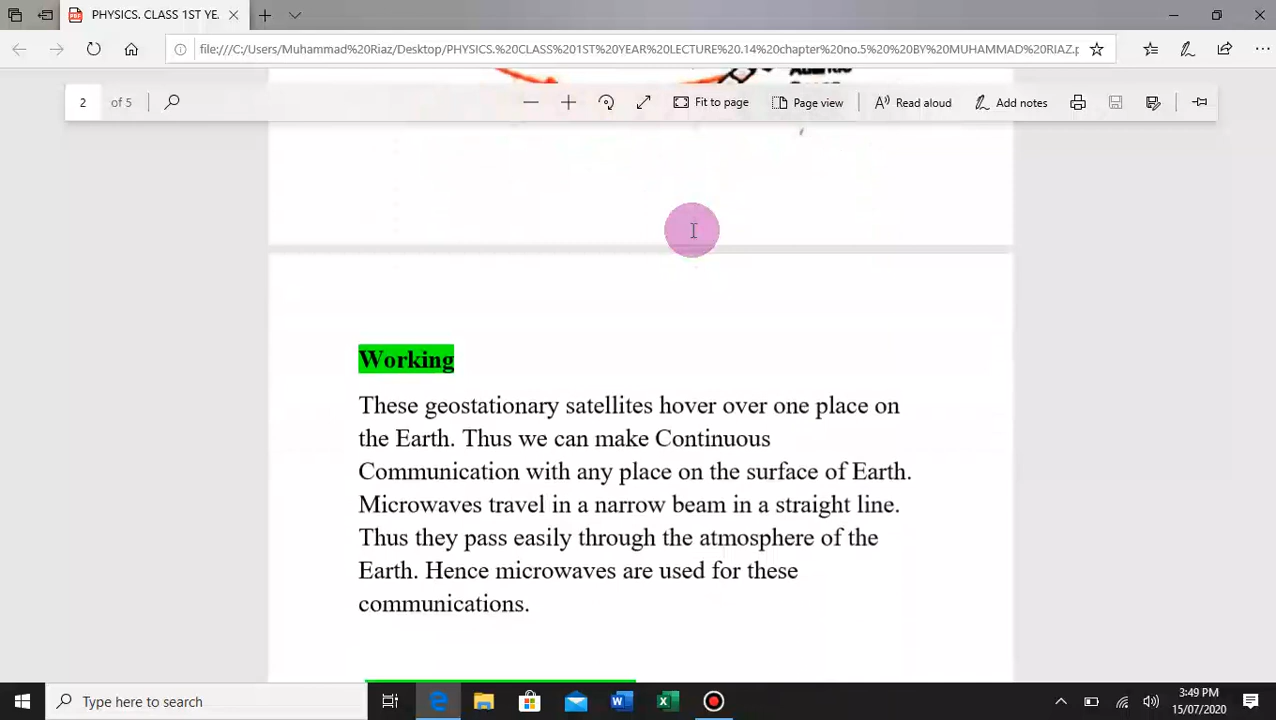 PHYSICS. CLASS 1ST YE
file:///C:/Users/Muhammad%20Riaz/Desktop/PHYSICS.%20CLASS%201ST%20YEAR%20LECTURE%20.14%20chapter%20no.5%20%20BY%20MUHAMMAD%20RIAZ.p
2 of 5 Fit to page Page view Read aloud Add notes
Working
These geostationary satellites hover over one place on
the Earth. Thus we can make Continuous
Communication with any place on the surface of Earth.
Microwaves travel in a narrow beam in a straight line.
Thus they pass easily through the atmosphere of the
Earth. Hence microwaves are used for these
communications.
Type here to search
3:49 PM
15/07/2020